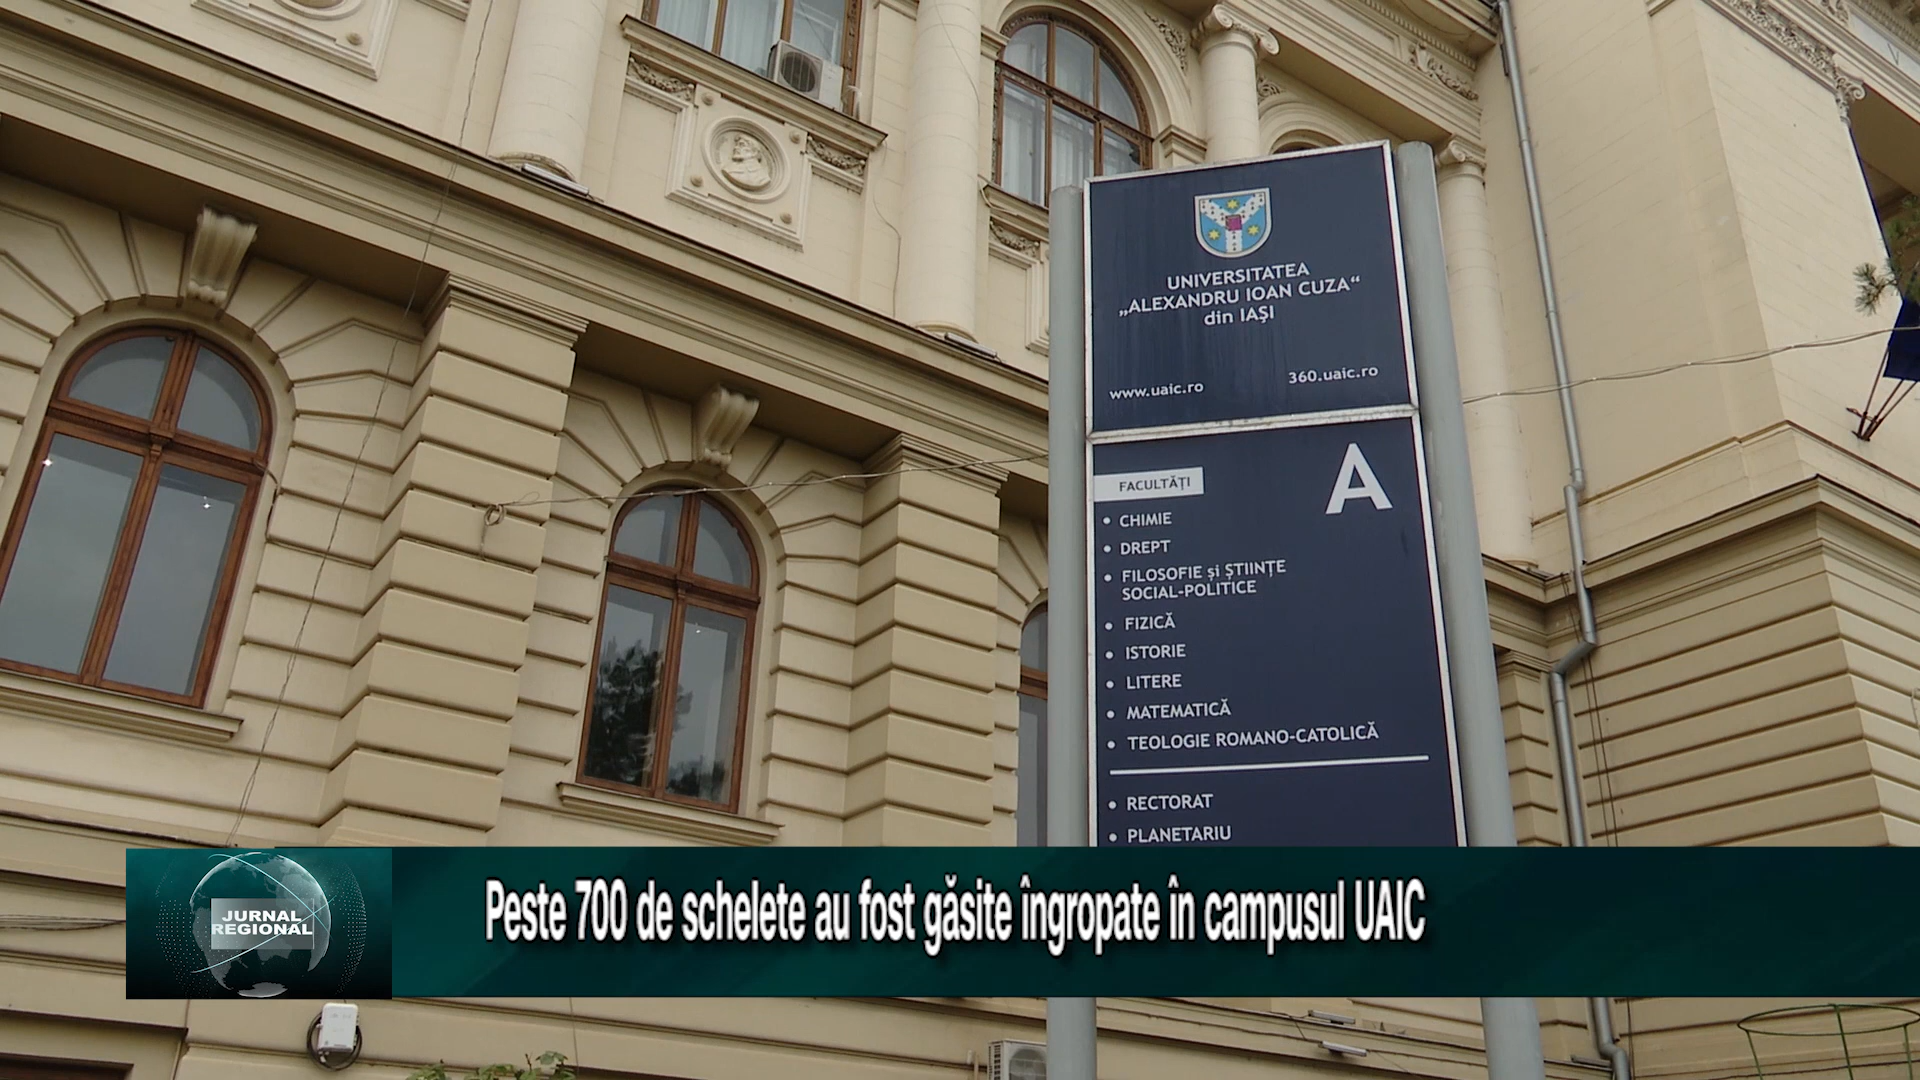 UNIVERSITATEA
„ALEXANDRU IOAN CUZA“
din IAȘI
www.uaic.ro
360.uaic.ro
A
FACULTĂȚI
• CHIMIE
• DREPT
• FILOSOFIE și ȘTIINȚE
SOCIAL-POLITICE
• FIZICĂ
• ISTORIE
• LITERE
• MATEMATICĂ
• TEOLOGIE ROMANO-CATOLICĂ
• RECTORAT
• PLANETARIU
JURNAL
REGIONAL
Peste 700 de schelete au fost găsite îngropate în campusul UAIC